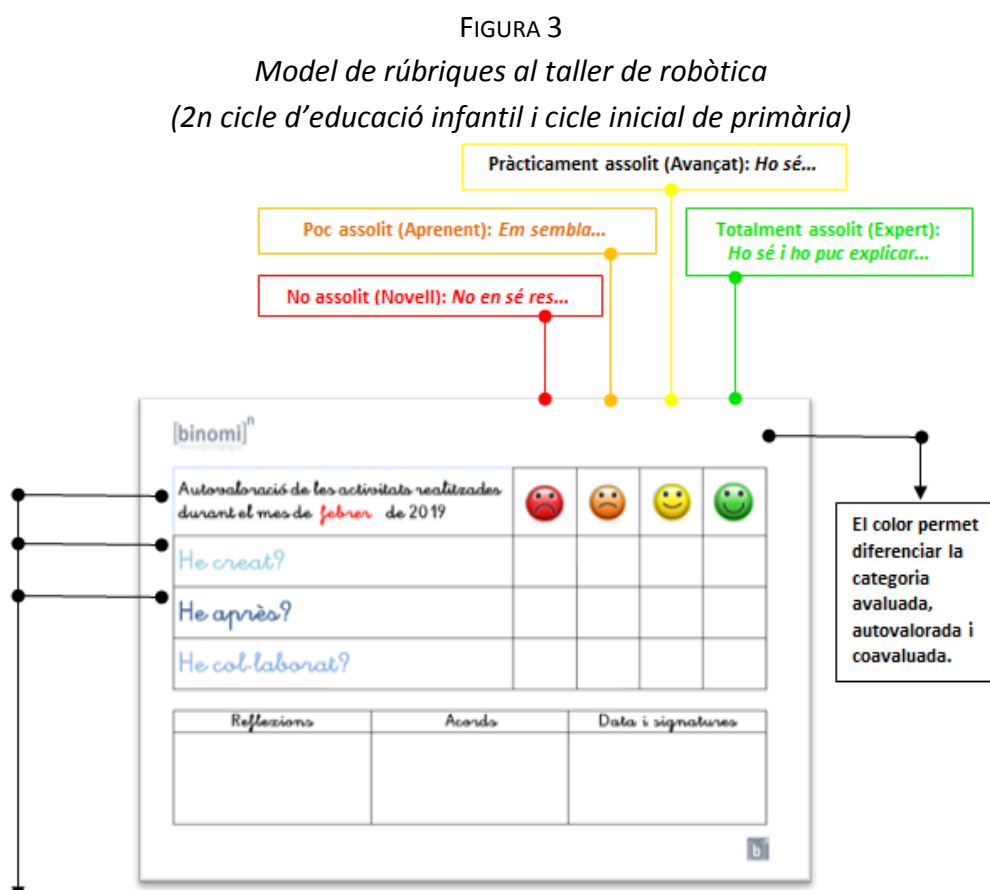 FIGURA 3
Model de rúbriques al taller de robòtica
(2n cicle d'educació infantil i cicle inicial de primària)
Pràcticament assolit (Avançat): Ho sé...
Poc assolit (Aprenent): Em sembla...
Totalment assolit (Expert):
Ho sé i ho puc explicar...
No assolit (Novell): No en sé res...
[binomi]ⁿ
Autovaloració de les activitats realitzades
durant el mes de febrer de 2019
He creat?
He après?
He col·laborat?
El color permet
diferenciar la
categoria
avaluada,
autovalorada i
coavaluada.
Reflexions Acords Data i signatures
b